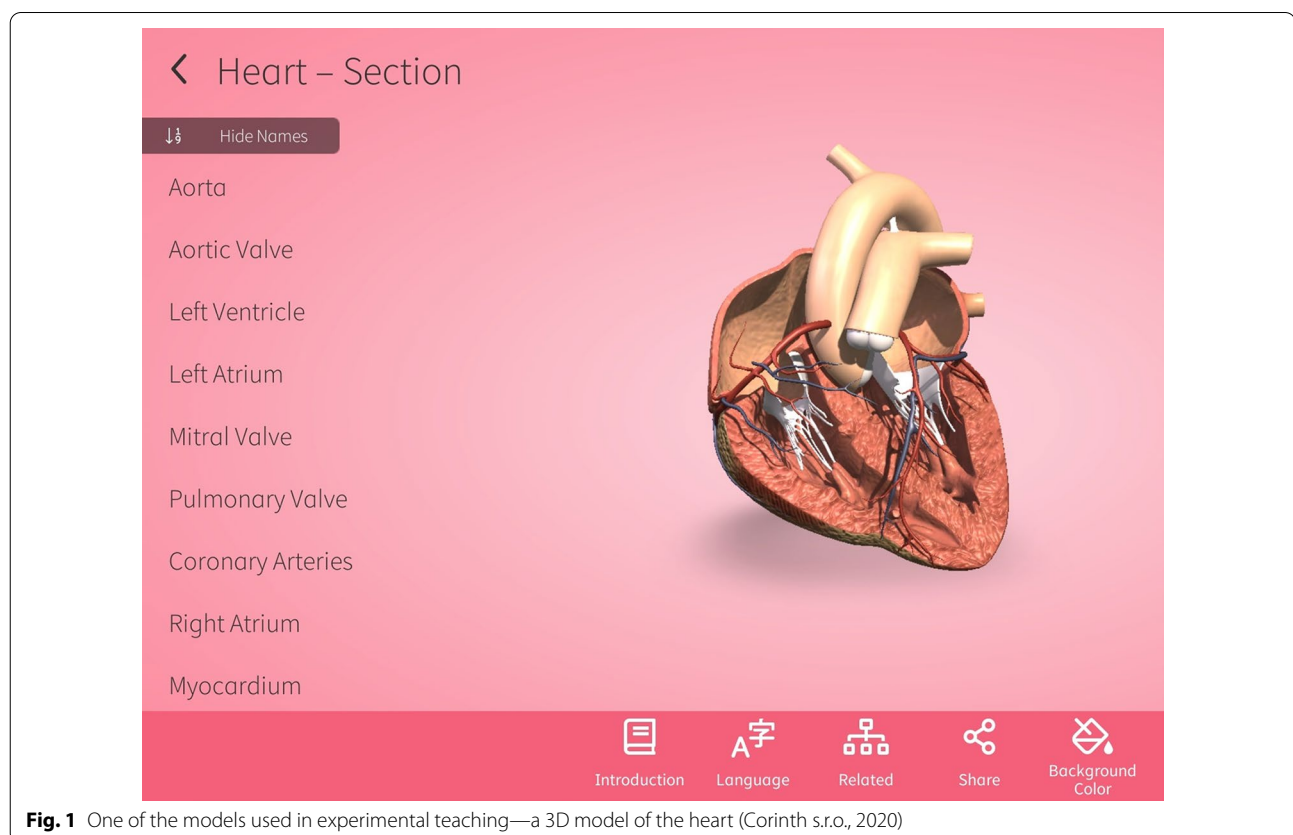 Heart – Section
Hide Names
Aorta
Aortic Valve
Left Ventricle
Left Atrium
Mitral Valve
Pulmonary Valve
Coronary Arteries
Right Atrium
Myocardium
Introduction
A字
Language
Related
Share
Background
Color
Fig. 1 One of the models used in experimental teaching—a 3D model of the heart (Corinth s.r.o., 2020)